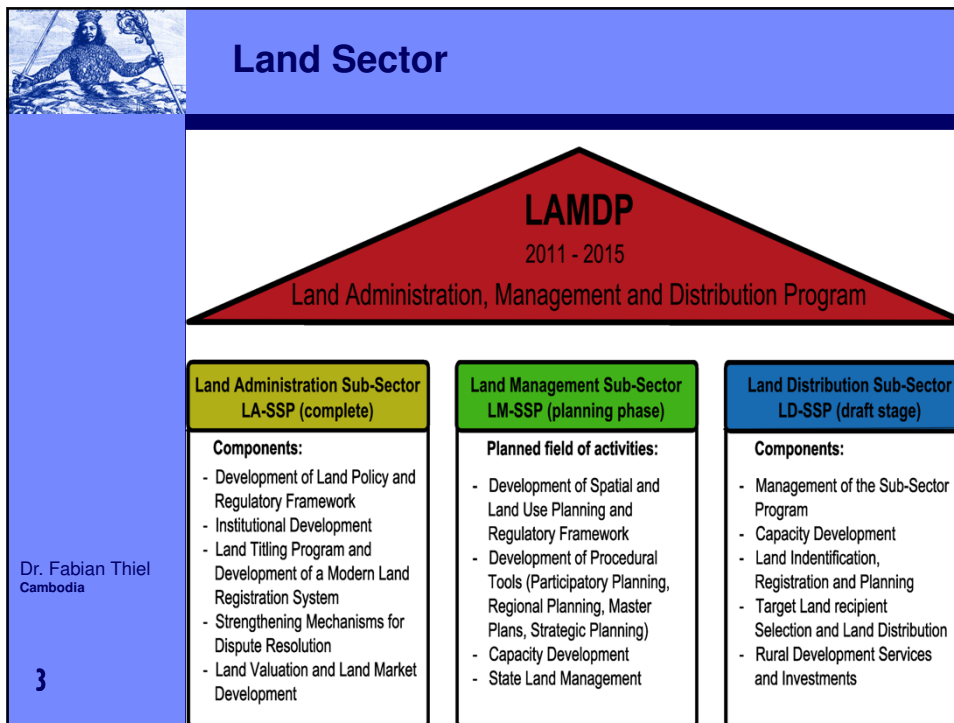 Land Sector
LAMDP
2011 - 2015
Land Administration, Management and Distribution Program
Land Administration Sub-Sector
LA-SSP (complete)
Components:
- Development of Land Policy and
Regulatory Framework
- Institutional Development
- Land Titling Program and
Development of a Modern Land
Registration System
- Strengthening Mechanisms for
Dispute Resolution
- Land Valuation and Land Market
Development
Land Management Sub-Sector
LM-SSP (planning phase)
Planned field of activities:
- Development of Spatial and
Land Use Planning and
Regulatory Framework
- Development of Procedural
Tools (Participatory Planning,
Regional Planning, Master
Plans, Strategic Planning)
- Capacity Development
- State Land Management
Land Distribution Sub-Sector
LD-SSP (draft stage)
Components:
- Management of the Sub-Sector
Program
- Capacity Development
- Land Indentification,
Registration and Planning
- Target Land recipient
Selection and Land Distribution
- Rural Development Services
and Investments
Dr. Fabian Thiel
Cambodia
3